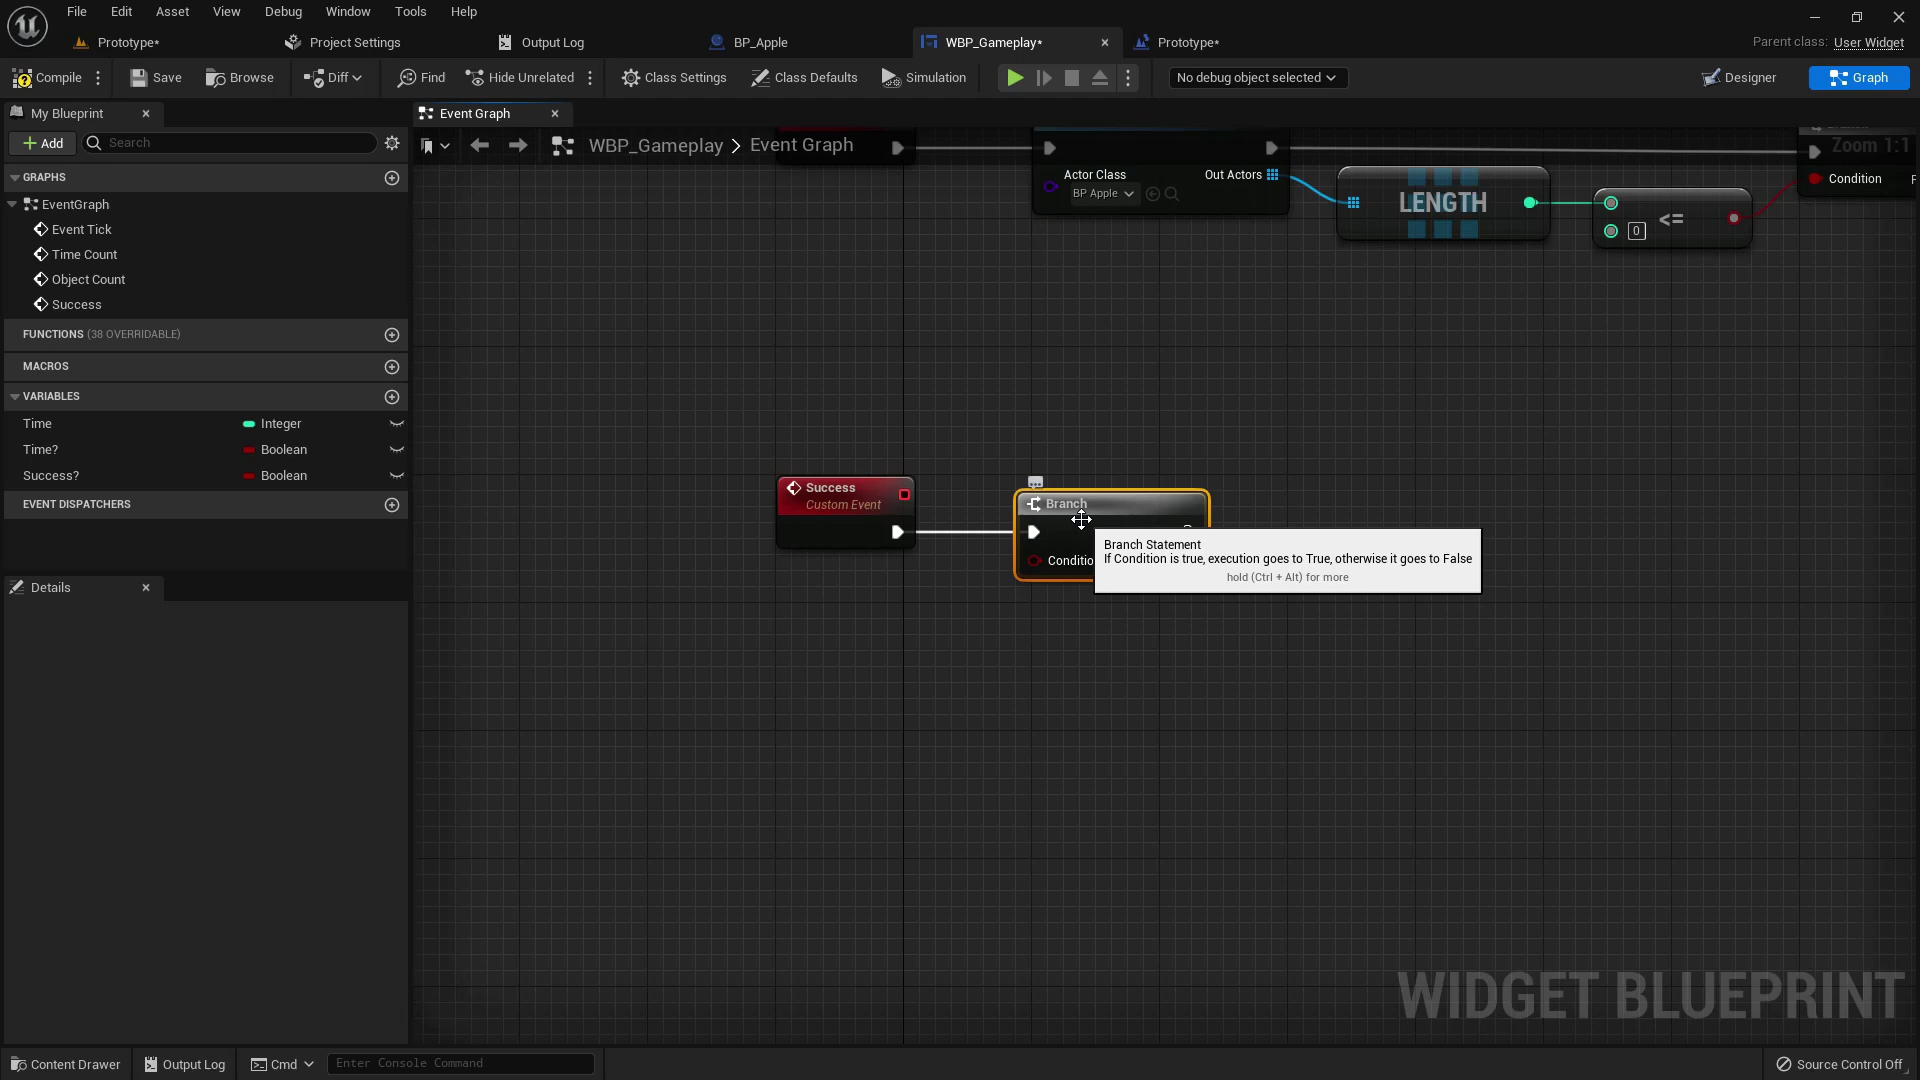 File Edit Asset View Debug Window Tools Help
Prototype* Project Settings Output Log BP_Apple WBP_Gameplay* Prototype* Parent class: User Widget
Compile Save Browse Diff Find Hide Unrelated Class Settings Class Defaults Simulation No debug object selected Designer Graph
My Blueprint
Add Search
GRAPHS
EventGraph
Event Tick
Time Count
Object Count
Success
FUNCTIONS (38 OVERRIDABLE)
MACROS
VARIABLES
Time Integer
Time? Boolean
Success? Boolean
EVENT DISPATCHERS
Details
Event Graph
WBP_Gameplay > Event Graph Zoom 1:1
Actor Class Out Actors
BP Apple
LENGTH
0 <=
Condition
Success
Custom Event
Branch
Conditio
Branch Statement
If Condition is true, execution goes to True, otherwise it goes to False
hold (Ctrl + Alt) for more
WIDGET BLUEPRINT
Content Drawer Output Log Cmd Enter Console Command Source Control Off